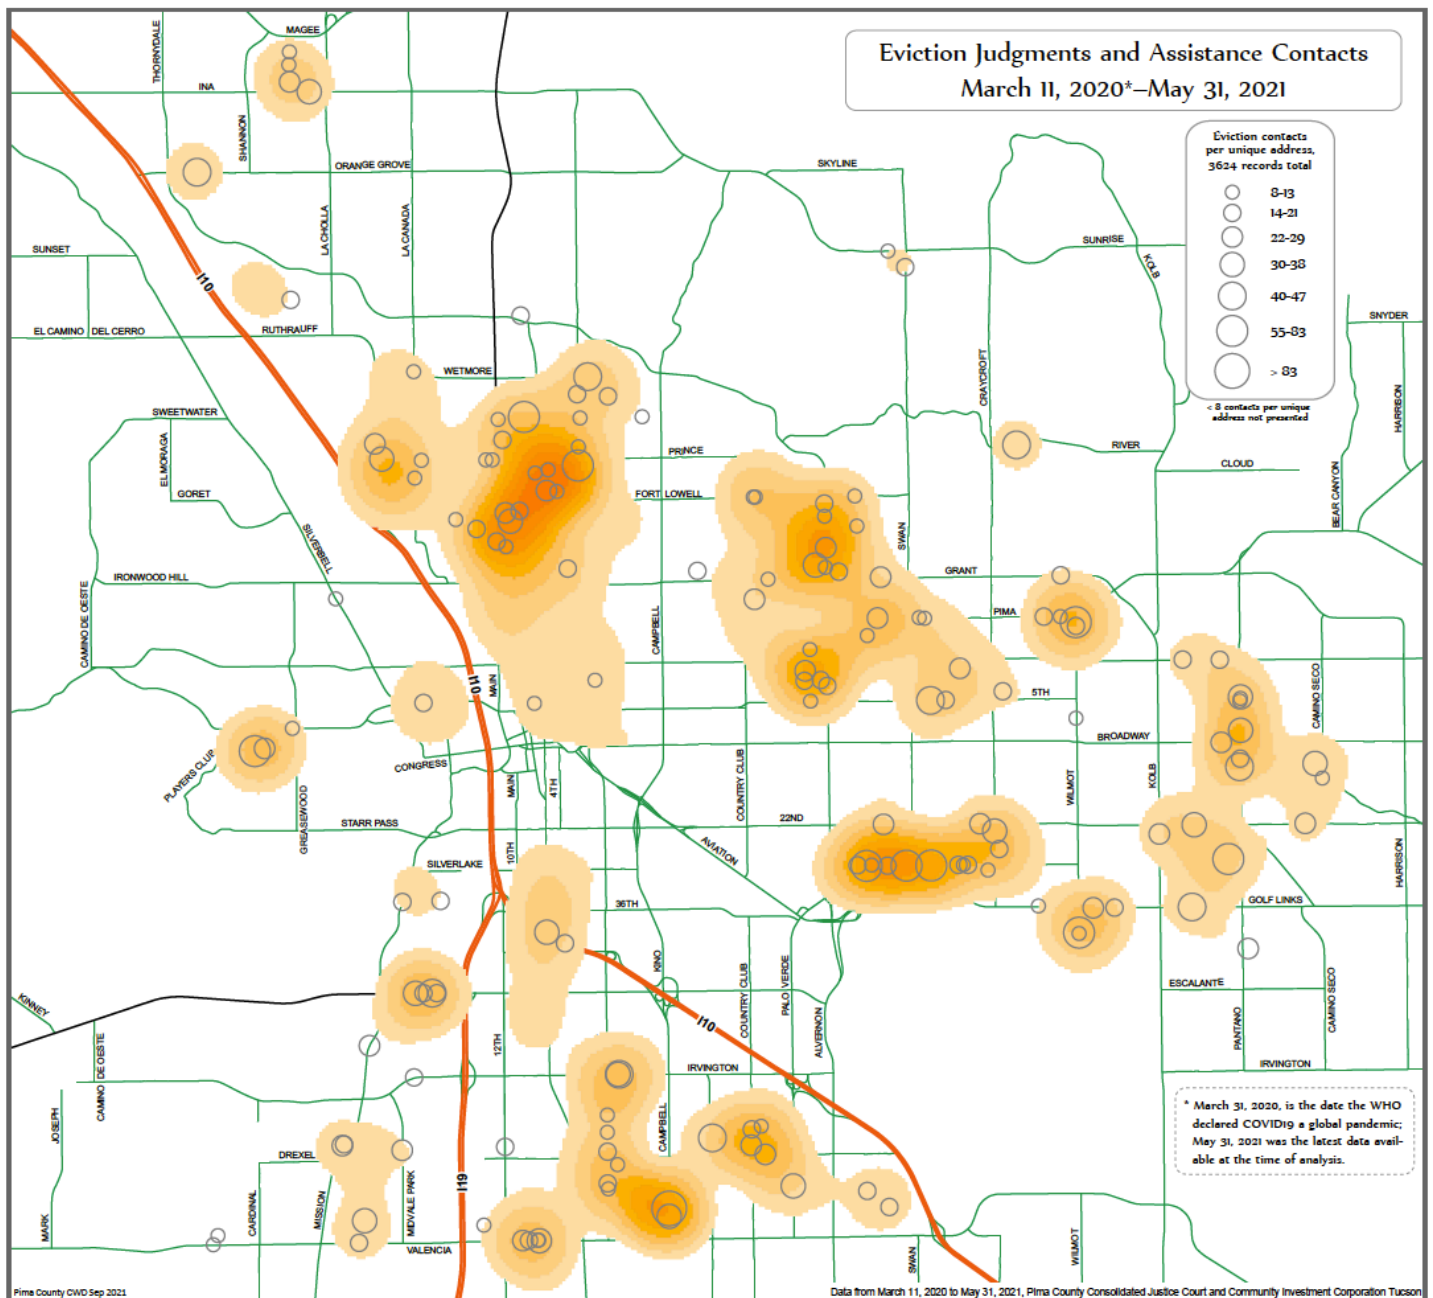 Eviction Judgments and Assistance Contacts
March 11, 2020*–May 31, 2021
Eviction contacts
per unique address,
3624 records total
8-13
14-21
22-29
30-38
40-47
55-83
> 83
< 8 contacts per unique
address not presented
MAGEE
THORNYDALE
INA
SHANNON
ORANGE GROVE
SKYLINE
LA CHOLLA
LA CANADA
SUNSET
SUNRISE
KOLB
I10
EL CAMINO DEL CERRO
RUTHRAUFF
SNYDER
WETMORE
CRAYCROFT
HARRISON
SWEETWATER
ELMORAGA
PRINCE
RIVER
CLOUD
GORET
FORT LOWELL
BEAR CANYON
SILVERBELL
SWAN
IRONWOOD HILL
GRANT
CAMINO DE OESTE
CAMPBELL
PIMA
I10
MAIN
5TH
CAMINO SECO
BROADWAY
PLAYERS CLUB
CONGRESS
MAIN
4TH
COUNTRY CLUB
WILMOT
KOLB
GREASEWOOD
STARR PASS
22ND
10TH
AVIATION
SILVERLAKE
HARRISON
36TH
GOLF LINKS
KINO
KINNEY
COUNTRY CLUB
PALO VERDE
ESCALANTE
CAMINO SECO
I10
12TH
ALVERNON
PANTANO
CAMINO DE OESTE
IRVINGTON
IRVINGTON
JOSEPH
CAMPBELL
DREXEL
* March 31, 2020, is the date the WHO
declared COVID19 a global pandemic;
May 31, 2021 was the latest data avail-
able at the time of analysis.
I19
MARK
CARDINAL
MISSION
MIDVALE PARK
VALENCIA
SWAN
WILMOT
Pima County CWD Sep 2021
Data from March 11, 2020 to May 31, 2021, Pima County Consolidated Justice Court and Community Investment Corporation Tucson